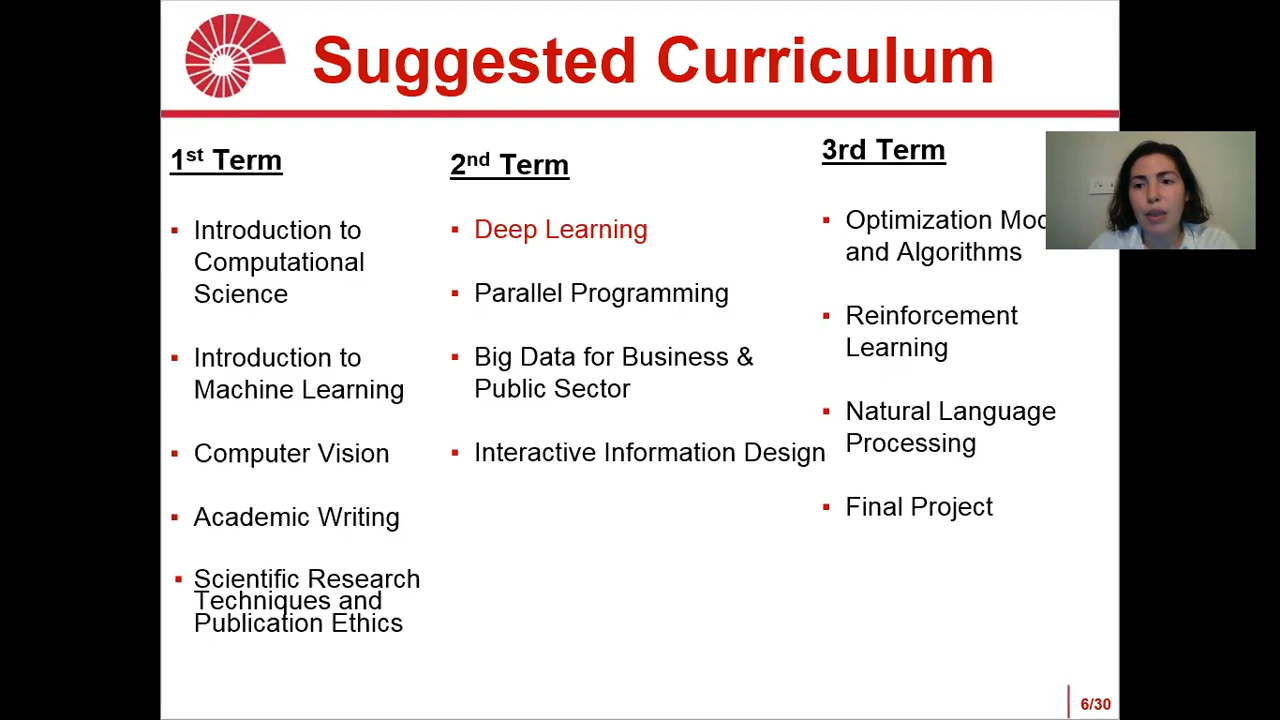 Suggested Curriculum
1st Term
Introduction to
Computational
Science
Introduction to
Machine Learning
Computer Vision
Academic Writing
Scientific Research
Techniques and
Publication Ethics
2nd Term
Deep Learning
Parallel Programming
Big Data for Business &
Public Sector
Interactive Information Design
3rd Term
Optimization
and Algorithms
Reinforcement
Learning
Natural Language
Processing
Final Project
6/30